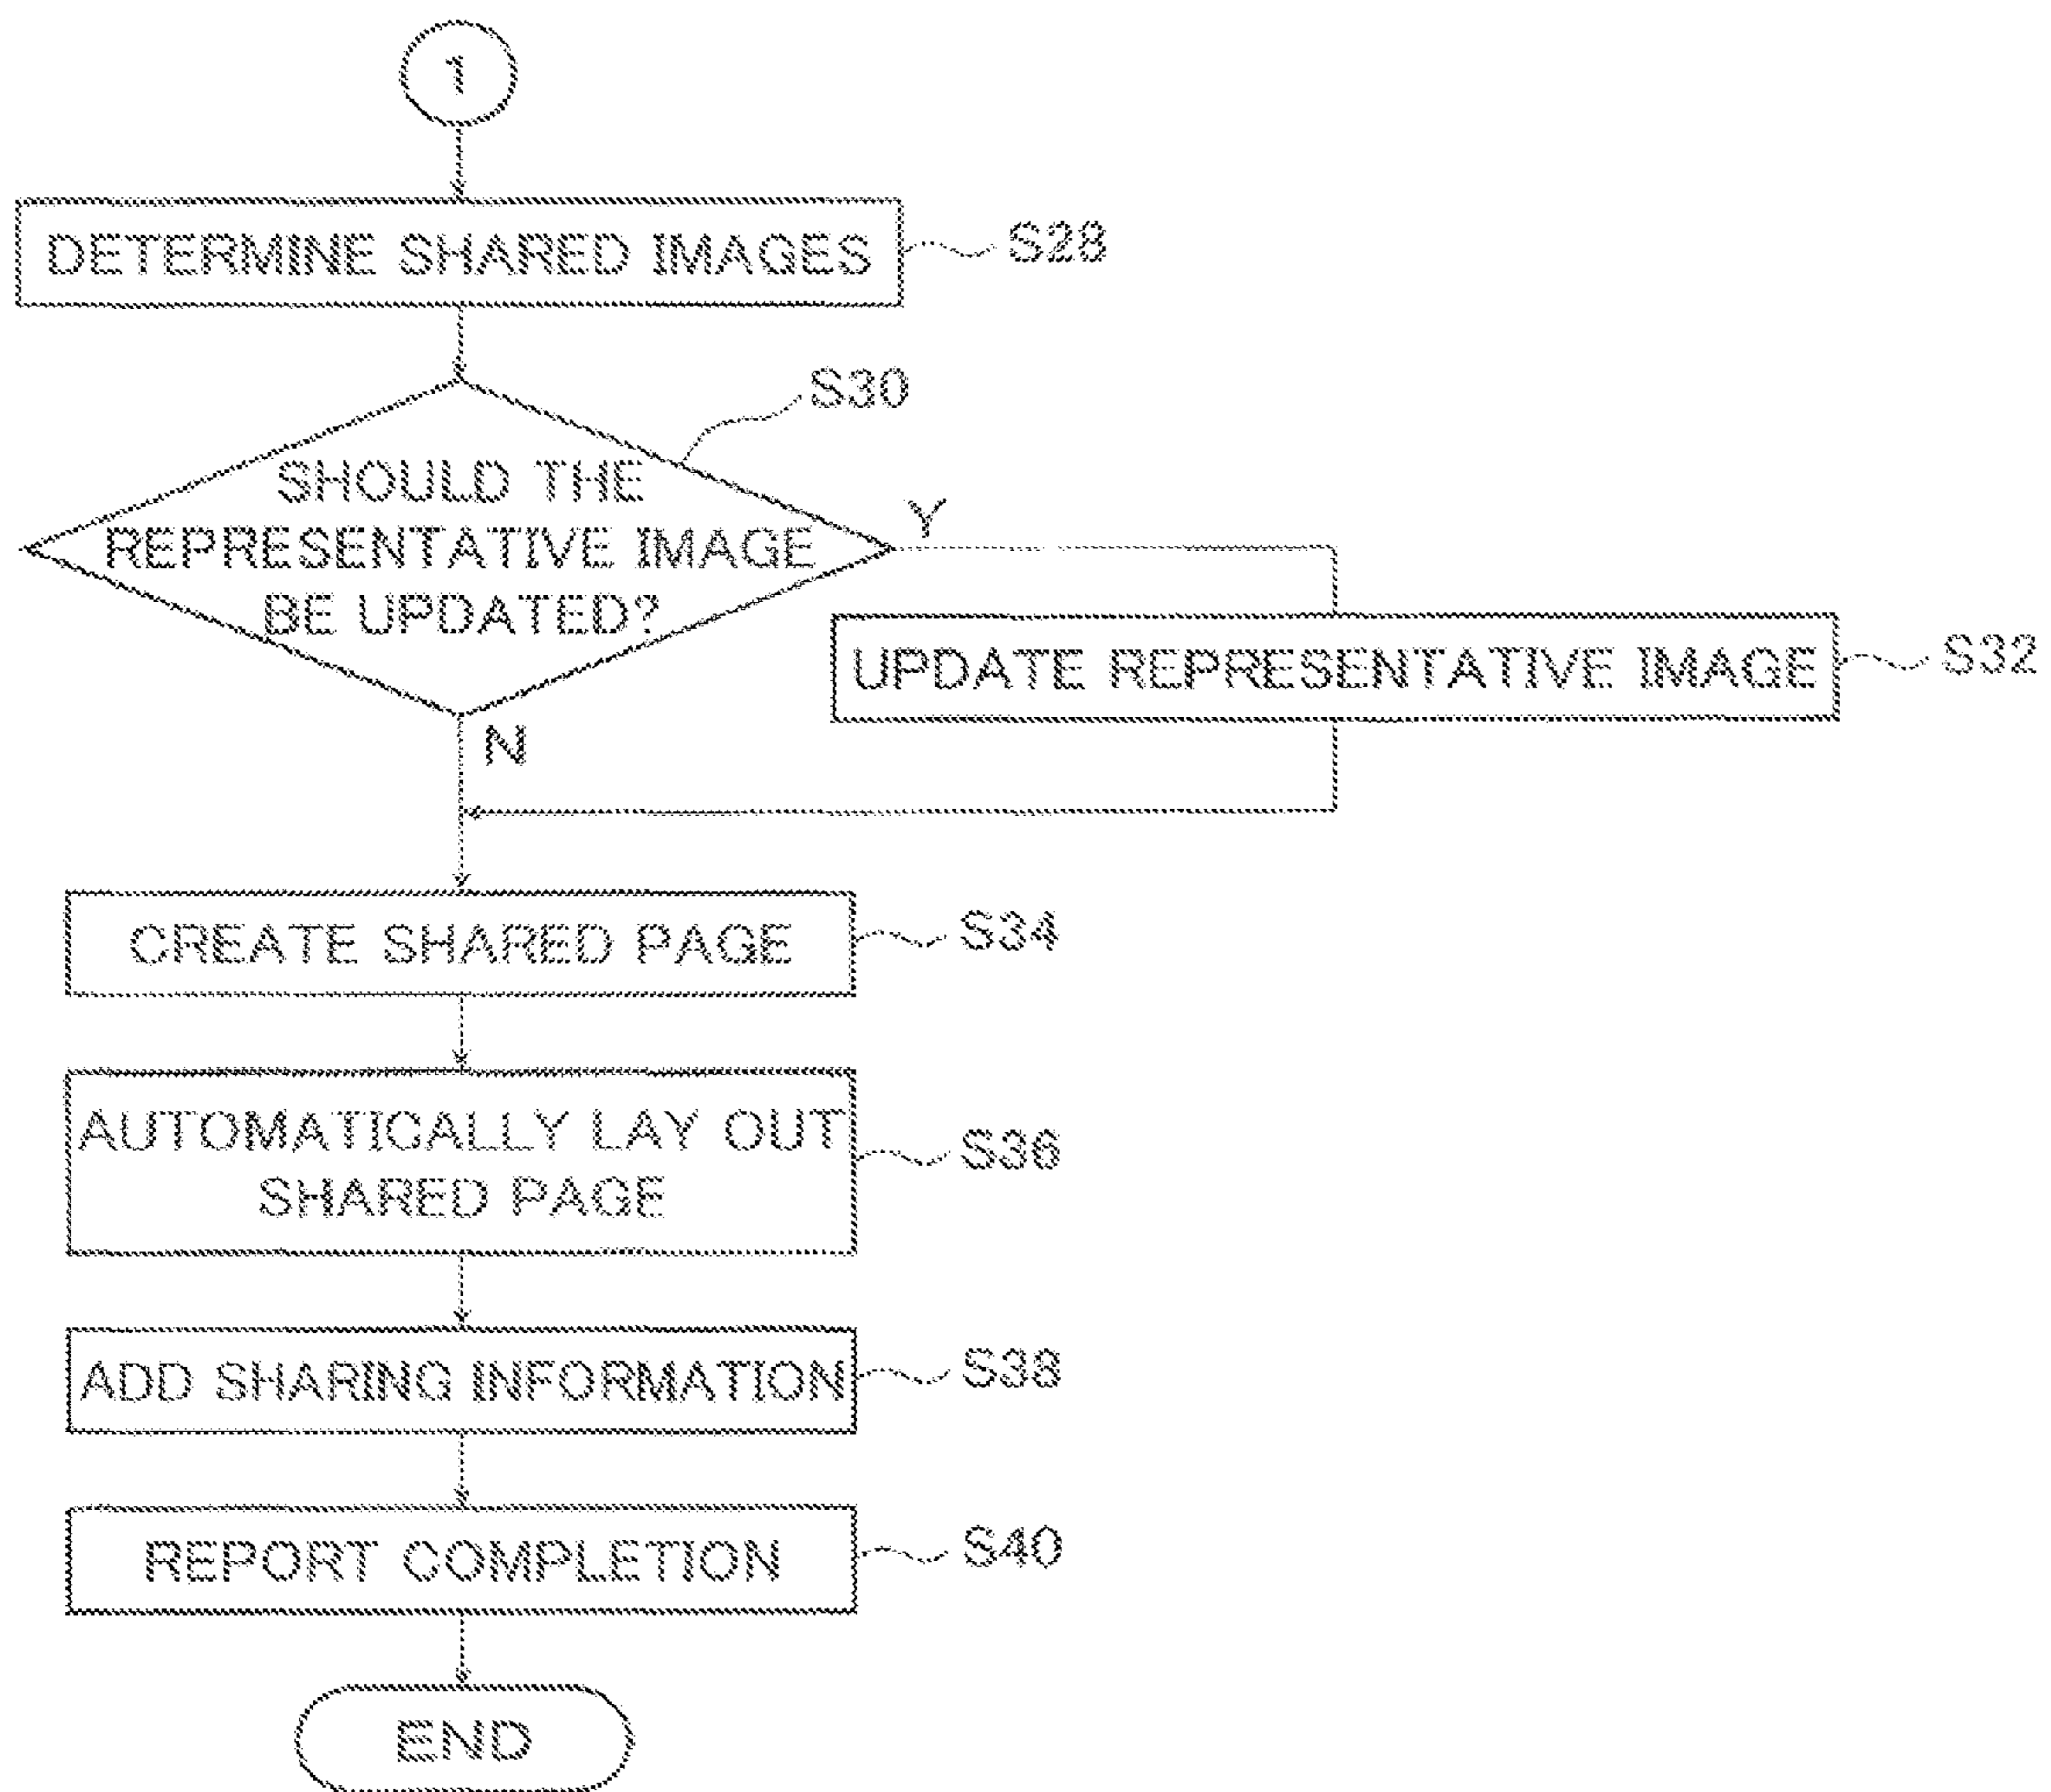 1
DETERMINE SHARED IMAGES
S28
S30
SHOULD THE
REPRESENTATIVE IMAGE
BE UPDATED?
Y
UPDATE REPRESENTATIVE IMAGE
S32
N
CREATE SHARED PAGE
S34
AUTOMATICALLY LAY OUT
SHARED PAGE
S36
ADD SHARING INFORMATION
S38
REPORT COMPLETION
S40
END